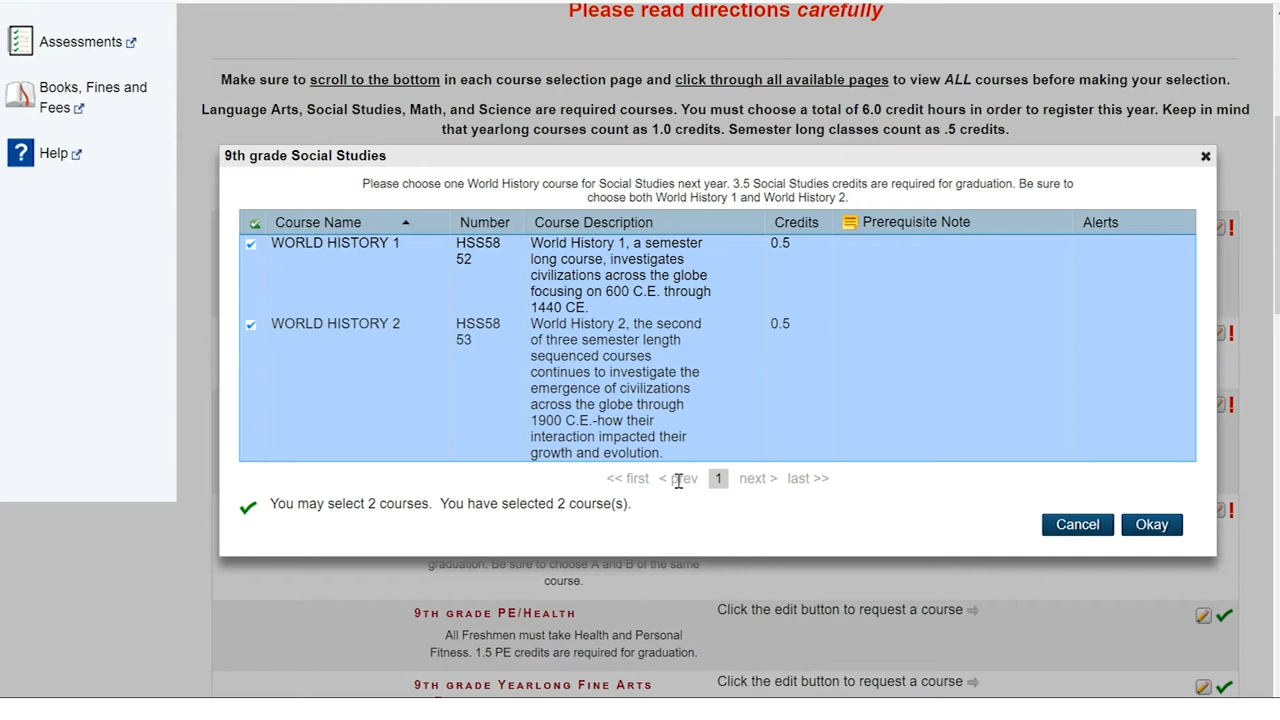 Please read directions carefully
Assessments
Books, Fines and
Fees
Help
Make sure to scroll to the bottom in each course selection page and click through all available pages to view ALL courses before making your selection.
Language Arts, Social Studies, Math, and Science are required courses. You must choose a total of 6.0 credit hours in order to register this year. Keep in mind
that yearlong courses count as 1.0 credits. Semester long classes count as .5 credits.
9th grade Social Studies
Please choose one World History course for Social Studies next year. 3.5 Social Studies credits are required for graduation. Be sure to
choose both World History 1 and World History 2.
Course Name Number Course Description Credits Prerequisite Note Alerts
WORLD HISTORY 1 HSS58 World History 1, a semester 0.5
52 long course, investigates
civilizations across the globe
focusing on 600 C.E. through
1440 CE.
WORLD HISTORY 2 HSS58 World History 2, the second 0.5
53 of three semester length
sequenced courses
continues to investigate the
emergence of civilizations
across the globe through
1900 C.E.-how their
interaction impacted their
growth and evolution.
<< first < prev 1 next > last >>
You may select 2 courses. You have selected 2 course(s).
Cancel Okay
graduation. Be sure to choose A and B of the same
course.
9TH GRADE PE/HEALTH Click the edit button to request a course
All Freshmen must take Health and Personal
Fitness. 1.5 PE credits are required for graduation.
9TH GRADE YEARLONG FINE ARTS Click the edit button to request a course